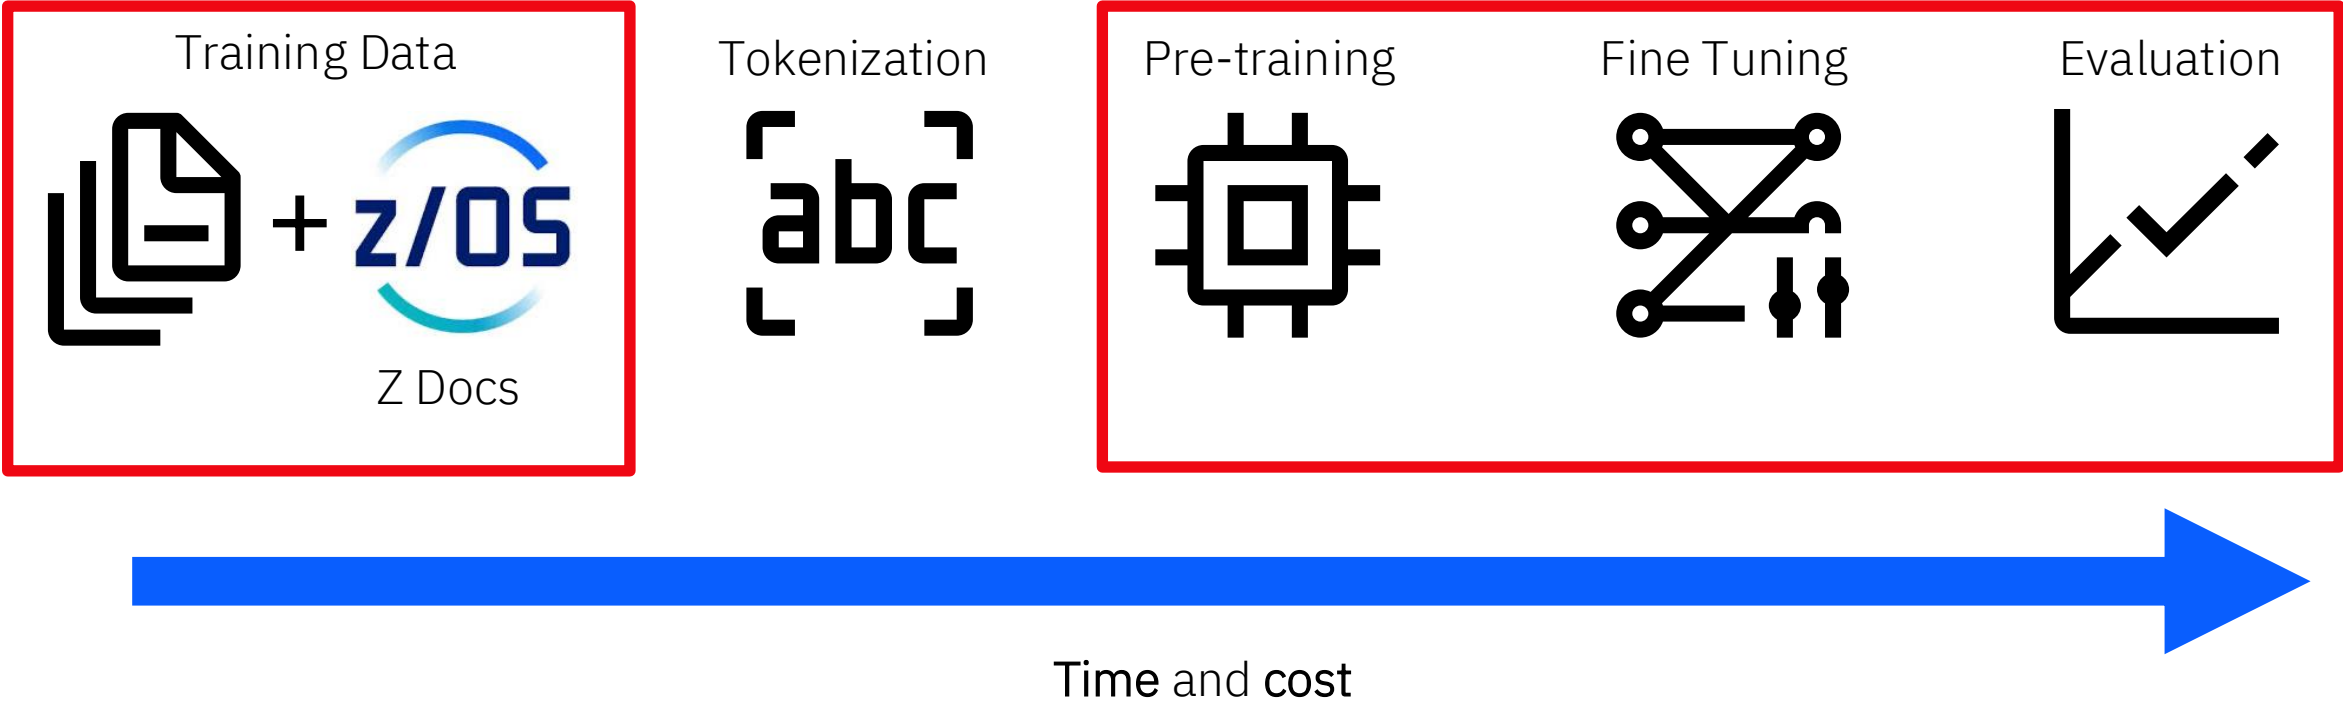 Training Data
Tokenization
Pre-training
Fine Tuning
Evaluation
+
z/OS
abc
Z Docs
Time and cost